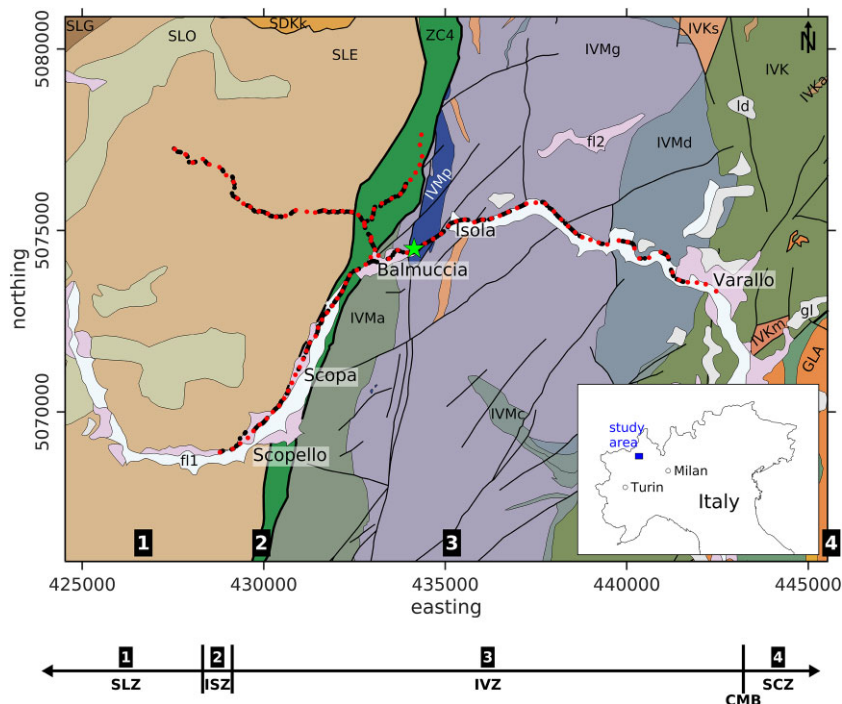 SLG
SLO
SDKk
SLE
ZC4
IVMg
IVKs
N
IVK
IVKa
ld
fl2
IVMd
IVMp
Isola
Balmuccia
Varallo
gl
IVKm
GLA
IVMa
Scopa
IVMc
Scopello
fl1
study
area
Milan
Turin
Italy
1
2
3
4
5080000
5075000
5070000
northing
425000
430000
435000
440000
445000
easting
1
2
3
4
SLZ
ISZ
IVZ
CMB
SCZ